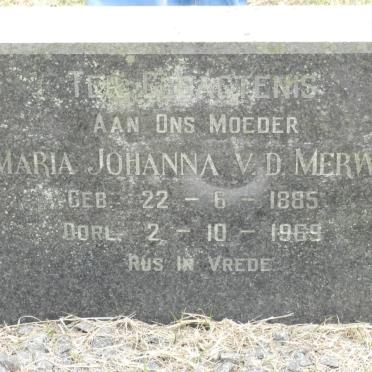 TER GEDAGTENIS
AAN ONS MOEDER
MARIA JOHANNA V. D. MERW
GEB. 22 - 6 - 1885
OORL. 2 - 10 - 1969
RUS IN VREDE